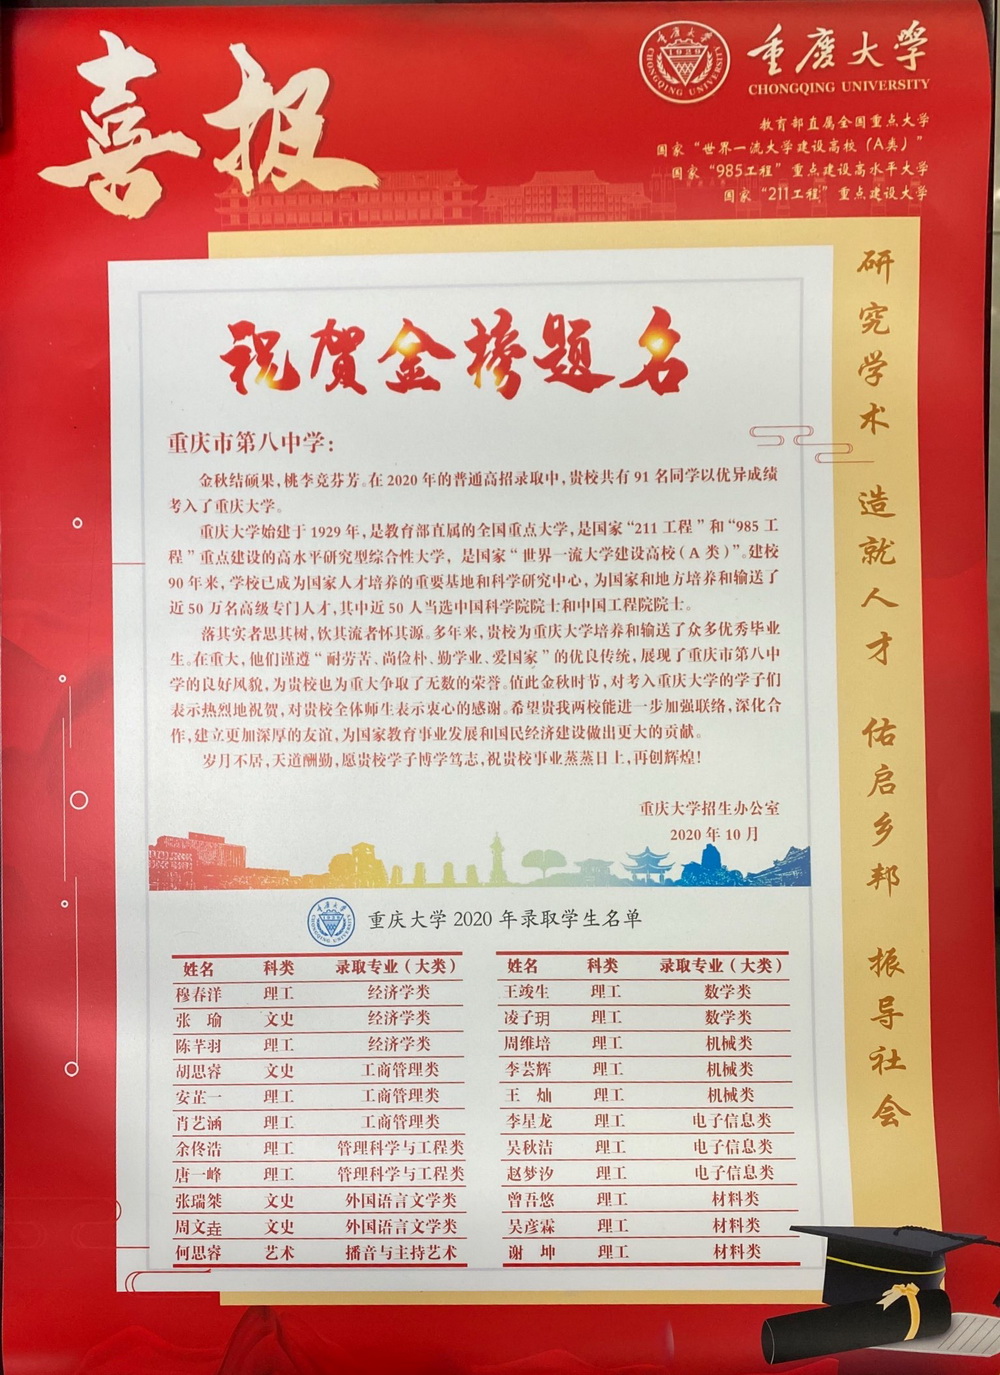 喜报
重慶大學
CHONGQING UNIVERSITY
教育部直属全国重点大学
国家“世界一流大学建设高校（A类）”
国家“985工程”重点建设高水平大学
国家“211工程”重点建设大学
研究学术 造就人才 佑启乡邦 振导社会
祝贺金榜题名
重庆市第八中学：
金秋结硕果，桃李竞芬芳。在2020年的普通高招录取中，贵校共有91名同学以优异成绩
考入了重庆大学。
重庆大学始建于1929年，是教育部直属的全国重点大学，是国家“211工程”和“985工
程”重点建设的高水平研究型综合性大学，是国家“世界一流大学建设高校（A类）”。建校
90年来，学校已成为国家人才培养的重要基地和科学研究中心，为国家和地方培养和输送了
近50万名高级专门人才，其中近50人当选中国科学院院士和中国工程院院士。
落其实者思其树，饮其流者怀其源。多年来，贵校为重庆大学培养和输送了众多优秀毕业
生。在重大，他们谨遵“耐劳苦、尚俭朴、勤学业、爱国家”的优良传统，展现了重庆市第八中
学的良好风貌，为贵校也为重大争取了无数的荣誉。值此金秋时节，对考入重庆大学的学子们
表示热烈地祝贺，对贵校全体师生表示衷心的感谢。希望贵我两校能进一步加强联络，深化合
作，建立更加深厚的友谊，为国家教育事业发展和国民经济建设做出更大的贡献。
岁月不居，天道酬勤，愿贵校学子博学笃志，祝贵校事业蒸蒸日上，再创辉煌！
重庆大学招生办公室
2020年10月
重庆大学2020年录取学生名单
姓名 科类 录取专业（大类） 姓名 科类 录取专业（大类）
穆春洋 理工 经济学类 王竣生 理工 数学类
张 瑜 文史 经济学类 凌子玥 理工 数学类
陈芊羽 理工 经济学类 周维培 理工 机械类
胡思睿 文史 工商管理类 李芸辉 理工 机械类
安芷一 理工 工商管理类 王 灿 理工 机械类
肖艺涵 理工 工商管理类 李星龙 理工 电子信息类
余佟浩 理工 管理科学与工程类 吴秋洁 理工 电子信息类
唐一峰 理工 管理科学与工程类 赵梦汐 理工 电子信息类
张瑞桀 文史 外国语言文学类 曾吾悠 理工 材料类
周文垚 文史 外国语言文学类 吴彦霖 理工 材料类
何思睿 艺术 播音与主持艺术 谢 坤 理工 材料类